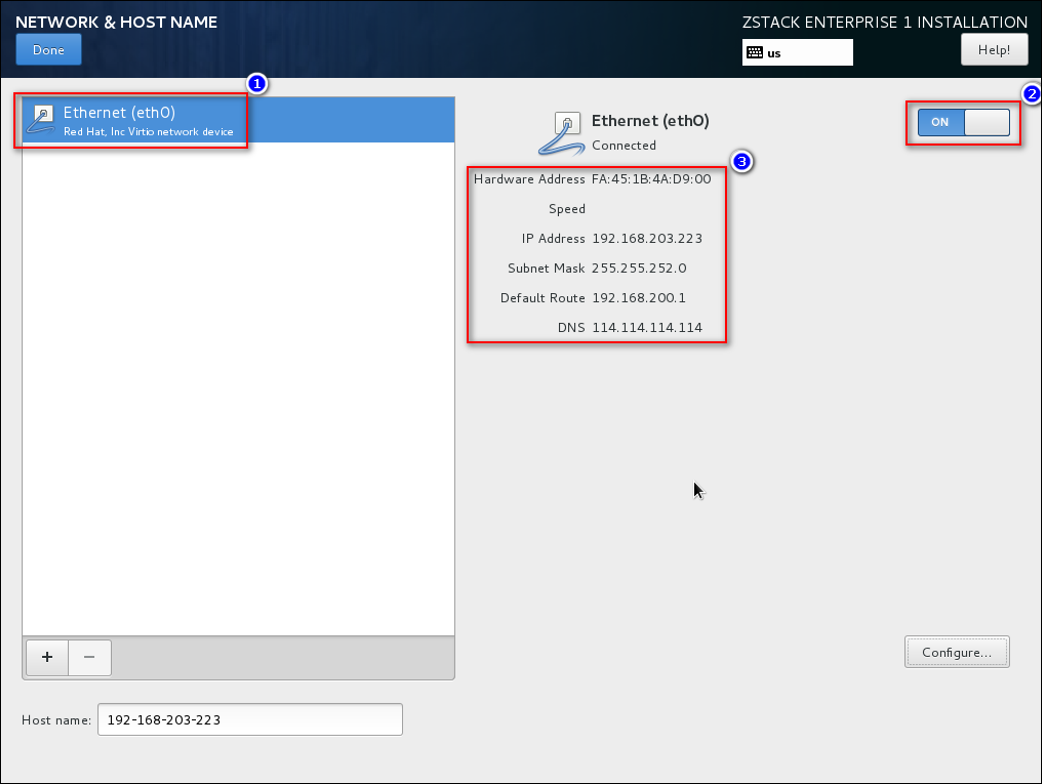 NETWORK & HOST NAME
ZSTACK ENTERPRISE 1 INSTALLATION
Done
us
Help!
1
Ethernet (eth0)
Red Hat, Inc Virtio network device
Ethernet (eth0)
Connected
2
ON
3
Hardware Address FA:45:1B:4A:D9:00
Speed
IP Address 192.168.203.223
Subnet Mask 255.255.252.0
Default Route 192.168.200.1
DNS 114.114.114.114
+ −
Configure...
Host name: 192-168-203-223